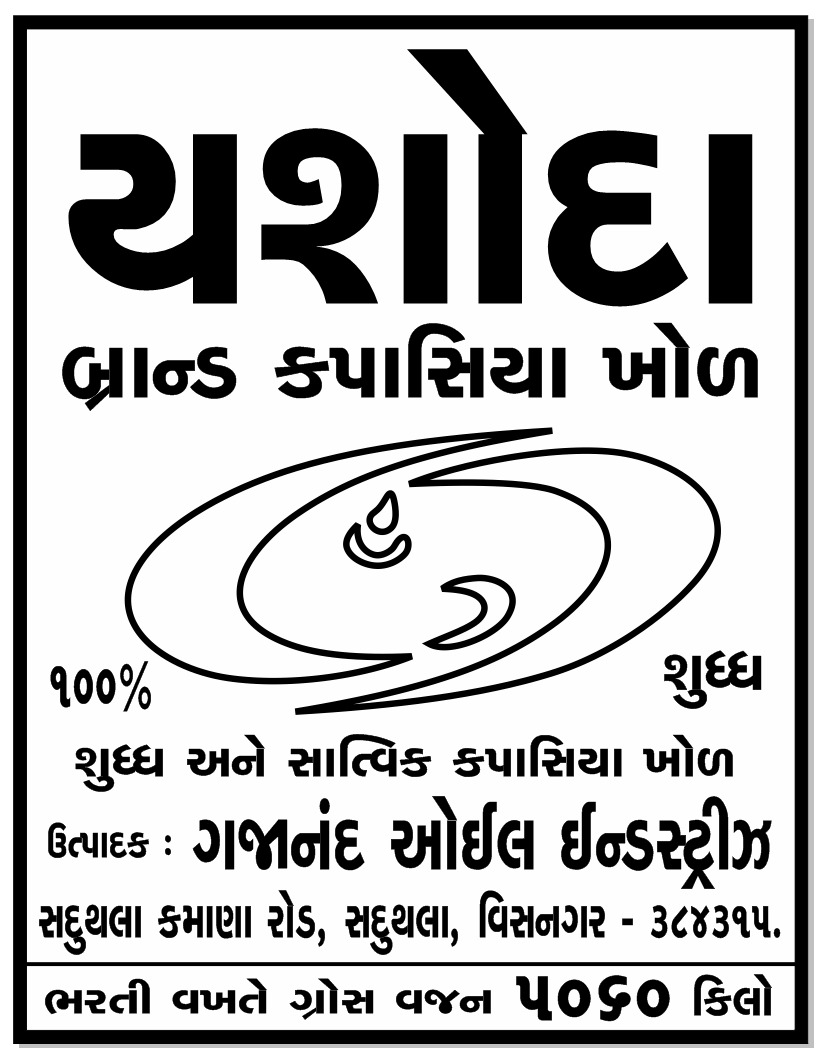 યશોદા
બ્રાન્ડ કપાસિયા ખોળ
૧૦૦% શુધ્ધ
શુધ્ધ અને સાત્વિક કપાસિયા ખોળ
ઉત્પાદક : ગજાનંદ ઓઈલ ઈન્ડસ્ટ્રીઝ
સદુથલા કમાણા રોડ, સદુથલા, વિસનગર - ૩૮૪૩૧૫.
ભરતી વખતે ગ્રોસ વજન ૫૦૬૦ કિલો